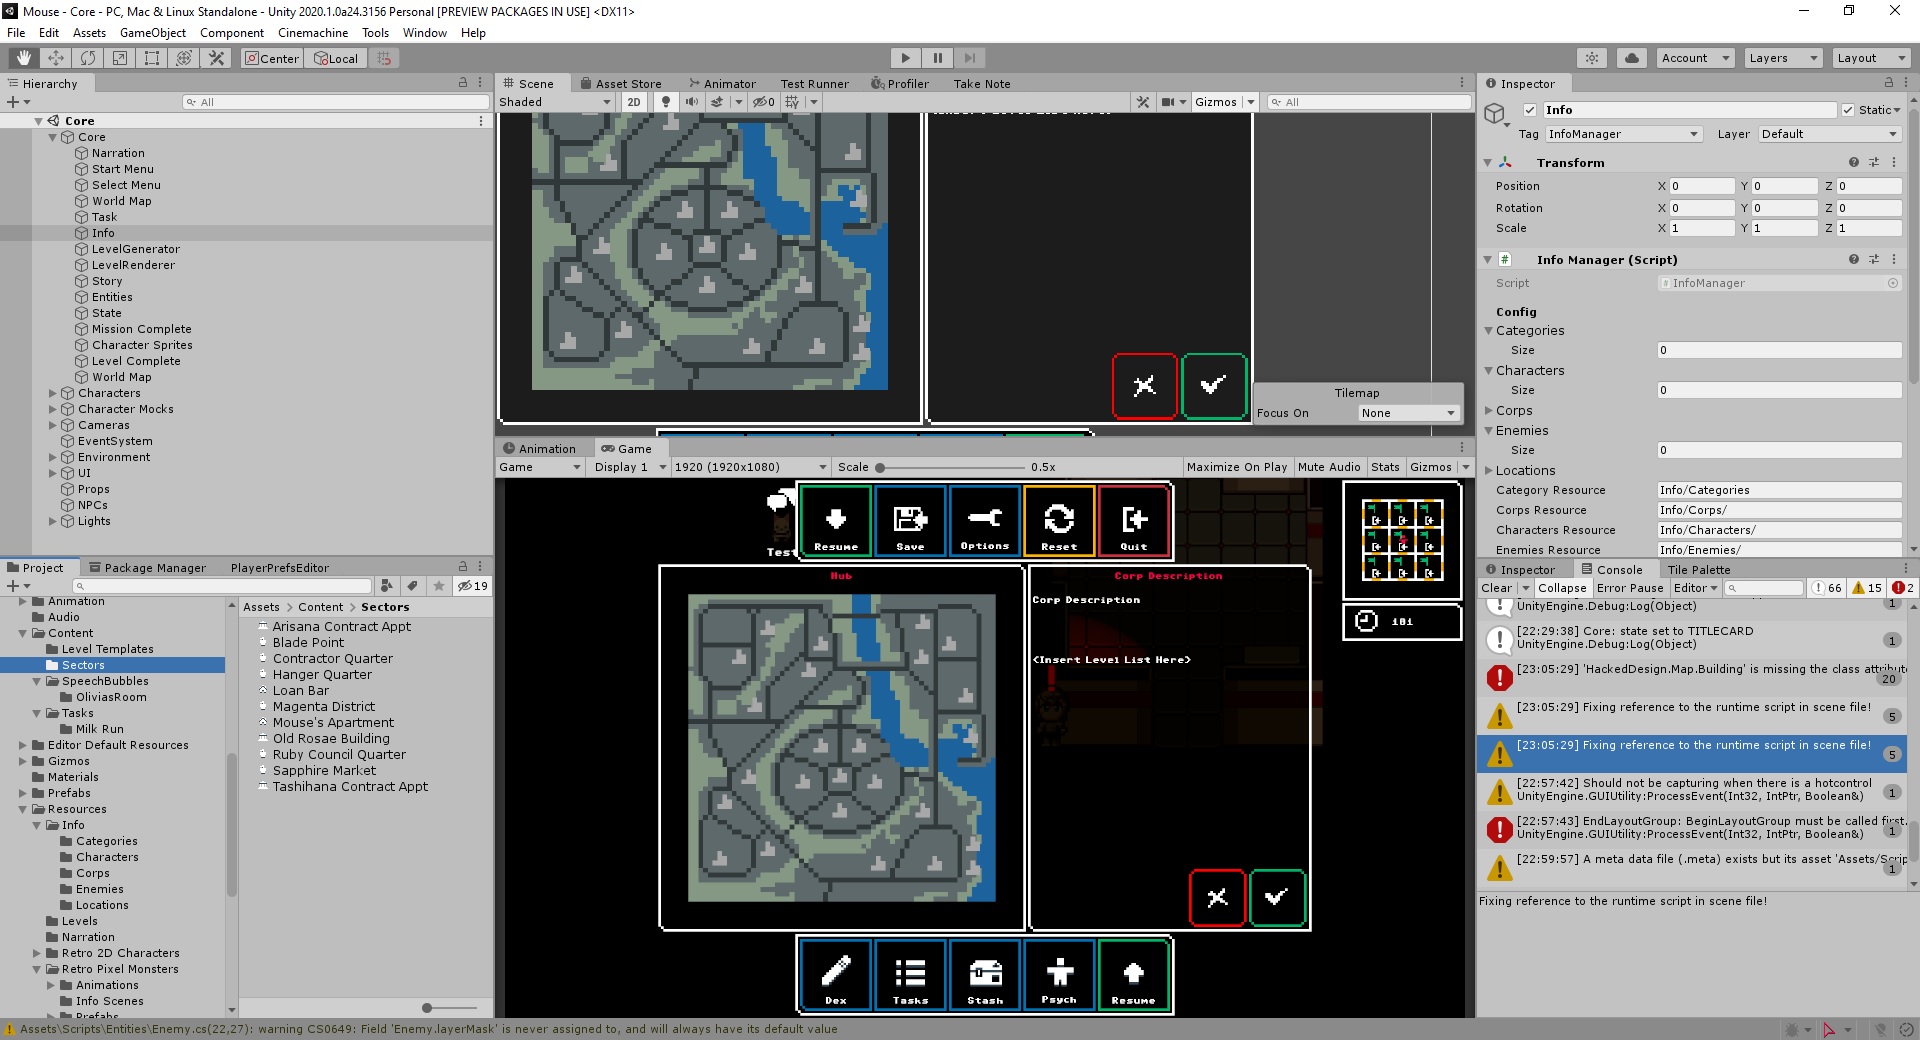 Mouse - Core - PC, Mac & Linux Standalone - Unity 2020.1.0a24.3156 Personal [PREVIEW PACKAGES IN USE] <DX11>
File Edit Assets GameObject Component Cinemachine Tools Window Help
Center Local Account Layers Layout
Hierarchy
All
Core
Core
Narration
Start Menu
Select Menu
World Map
Task
Info
LevelGenerator
LevelRenderer
Story
Entities
State
Mission Complete
Character Sprites
Level Complete
World Map
Characters
Character Mocks
Cameras
EventSystem
Environment
UI
Props
NPCs
Lights
Scene Asset Store Animator Test Runner Profiler Take Note
Shaded 2D 0 Gizmos All
Tilemap
Focus On None
Animation Game
Game Display 1 1920 (1920x1080) Scale 0.5x Maximize On Play Mute Audio Stats Gizmos
Test
Resume Save Options Reset Quit
Hub
Corp Description
Corp Description
<Insert Level List Here>
101
Dex Tasks Stash Psych Resume
Project Package Manager PlayerPrefsEditor
19
Animation
Audio
Content
Level Templates
Sectors
SpeechBubbles
OliviasRoom
Tasks
Milk Run
Editor Default Resources
Gizmos
Materials
Prefabs
Resources
Info
Categories
Characters
Corps
Enemies
Locations
Levels
Narration
Retro 2D Characters
Retro Pixel Monsters
Animations
Info Scenes
Prefabs
Assets > Content > Sectors
Arisana Contract Appt
Blade Point
Contractor Quarter
Hanger Quarter
Loan Bar
Magenta District
Mouse's Apartment
Old Rosae Building
Ruby Council Quarter
Sapphire Market
Tashihana Contract Appt
Inspector
Info Static
Tag InfoManager Layer Default
Transform
Position X 0 Y 0 Z 0
Rotation X 0 Y 0 Z 0
Scale X 1 Y 1 Z 1
# Info Manager (Script)
Script InfoManager
Config
Categories
Size 0
Characters
Size 0
Corps
Enemies
Size 0
Locations
Category Resource Info/Categories
Corps Resource Info/Corps/
Characters Resource Info/Characters/
Enemies Resource Info/Enemies/
Inspector Console Tile Palette
Clear Collapse Error Pause Editor 66 15 2
UnityEngine.Debug:Log(Object) 1
[22:29:38] Core: state set to TITLECARD
UnityEngine.Debug:Log(Object) 1
[23:05:29] 'HackedDesign.Map.Building' is missing the class attribute 20
[23:05:29] Fixing reference to the runtime script in scene file! 5
[23:05:29] Fixing reference to the runtime script in scene file! 5
[22:57:42] Should not be capturing when there is a hotcontrol
UnityEngine.GUIUtility:ProcessEvent(Int32, IntPtr, Boolean&) 1
[22:57:43] EndLayoutGroup: BeginLayoutGroup must be called first.
UnityEngine.GUIUtility:ProcessEvent(Int32, IntPtr, Boolean&) 1
[22:59:57] A meta data file (.meta) exists but its asset 'Assets/Scrip 1
Fixing reference to the runtime script in scene file!
Assets\Scripts\Entities\Enemy.cs(22,27): warning CS0649: Field 'Enemy.layerMask' is never assigned to, and will always have its default value